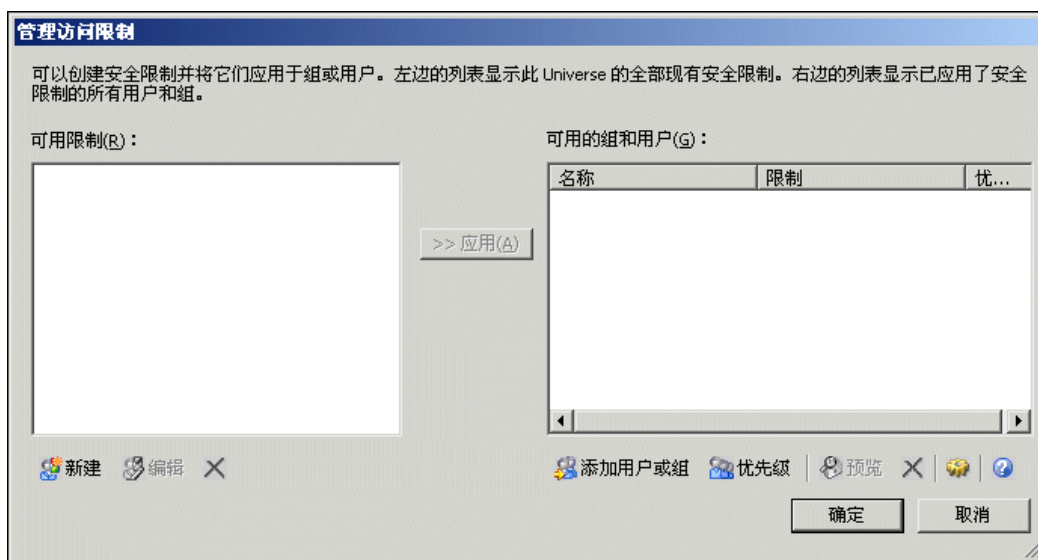 管理访问限制
可以创建安全限制并将它们应用于组或用户。左边的列表显示此 Universe 的全部现有安全限制。右边的列表显示已应用了安全
限制的所有用户和组。
可用限制(R)：
可用的组和用户(G)：
名称 限制 优...
>> 应用(A)
新建 编辑
添加用户或组 优先级 预览
确定 取消